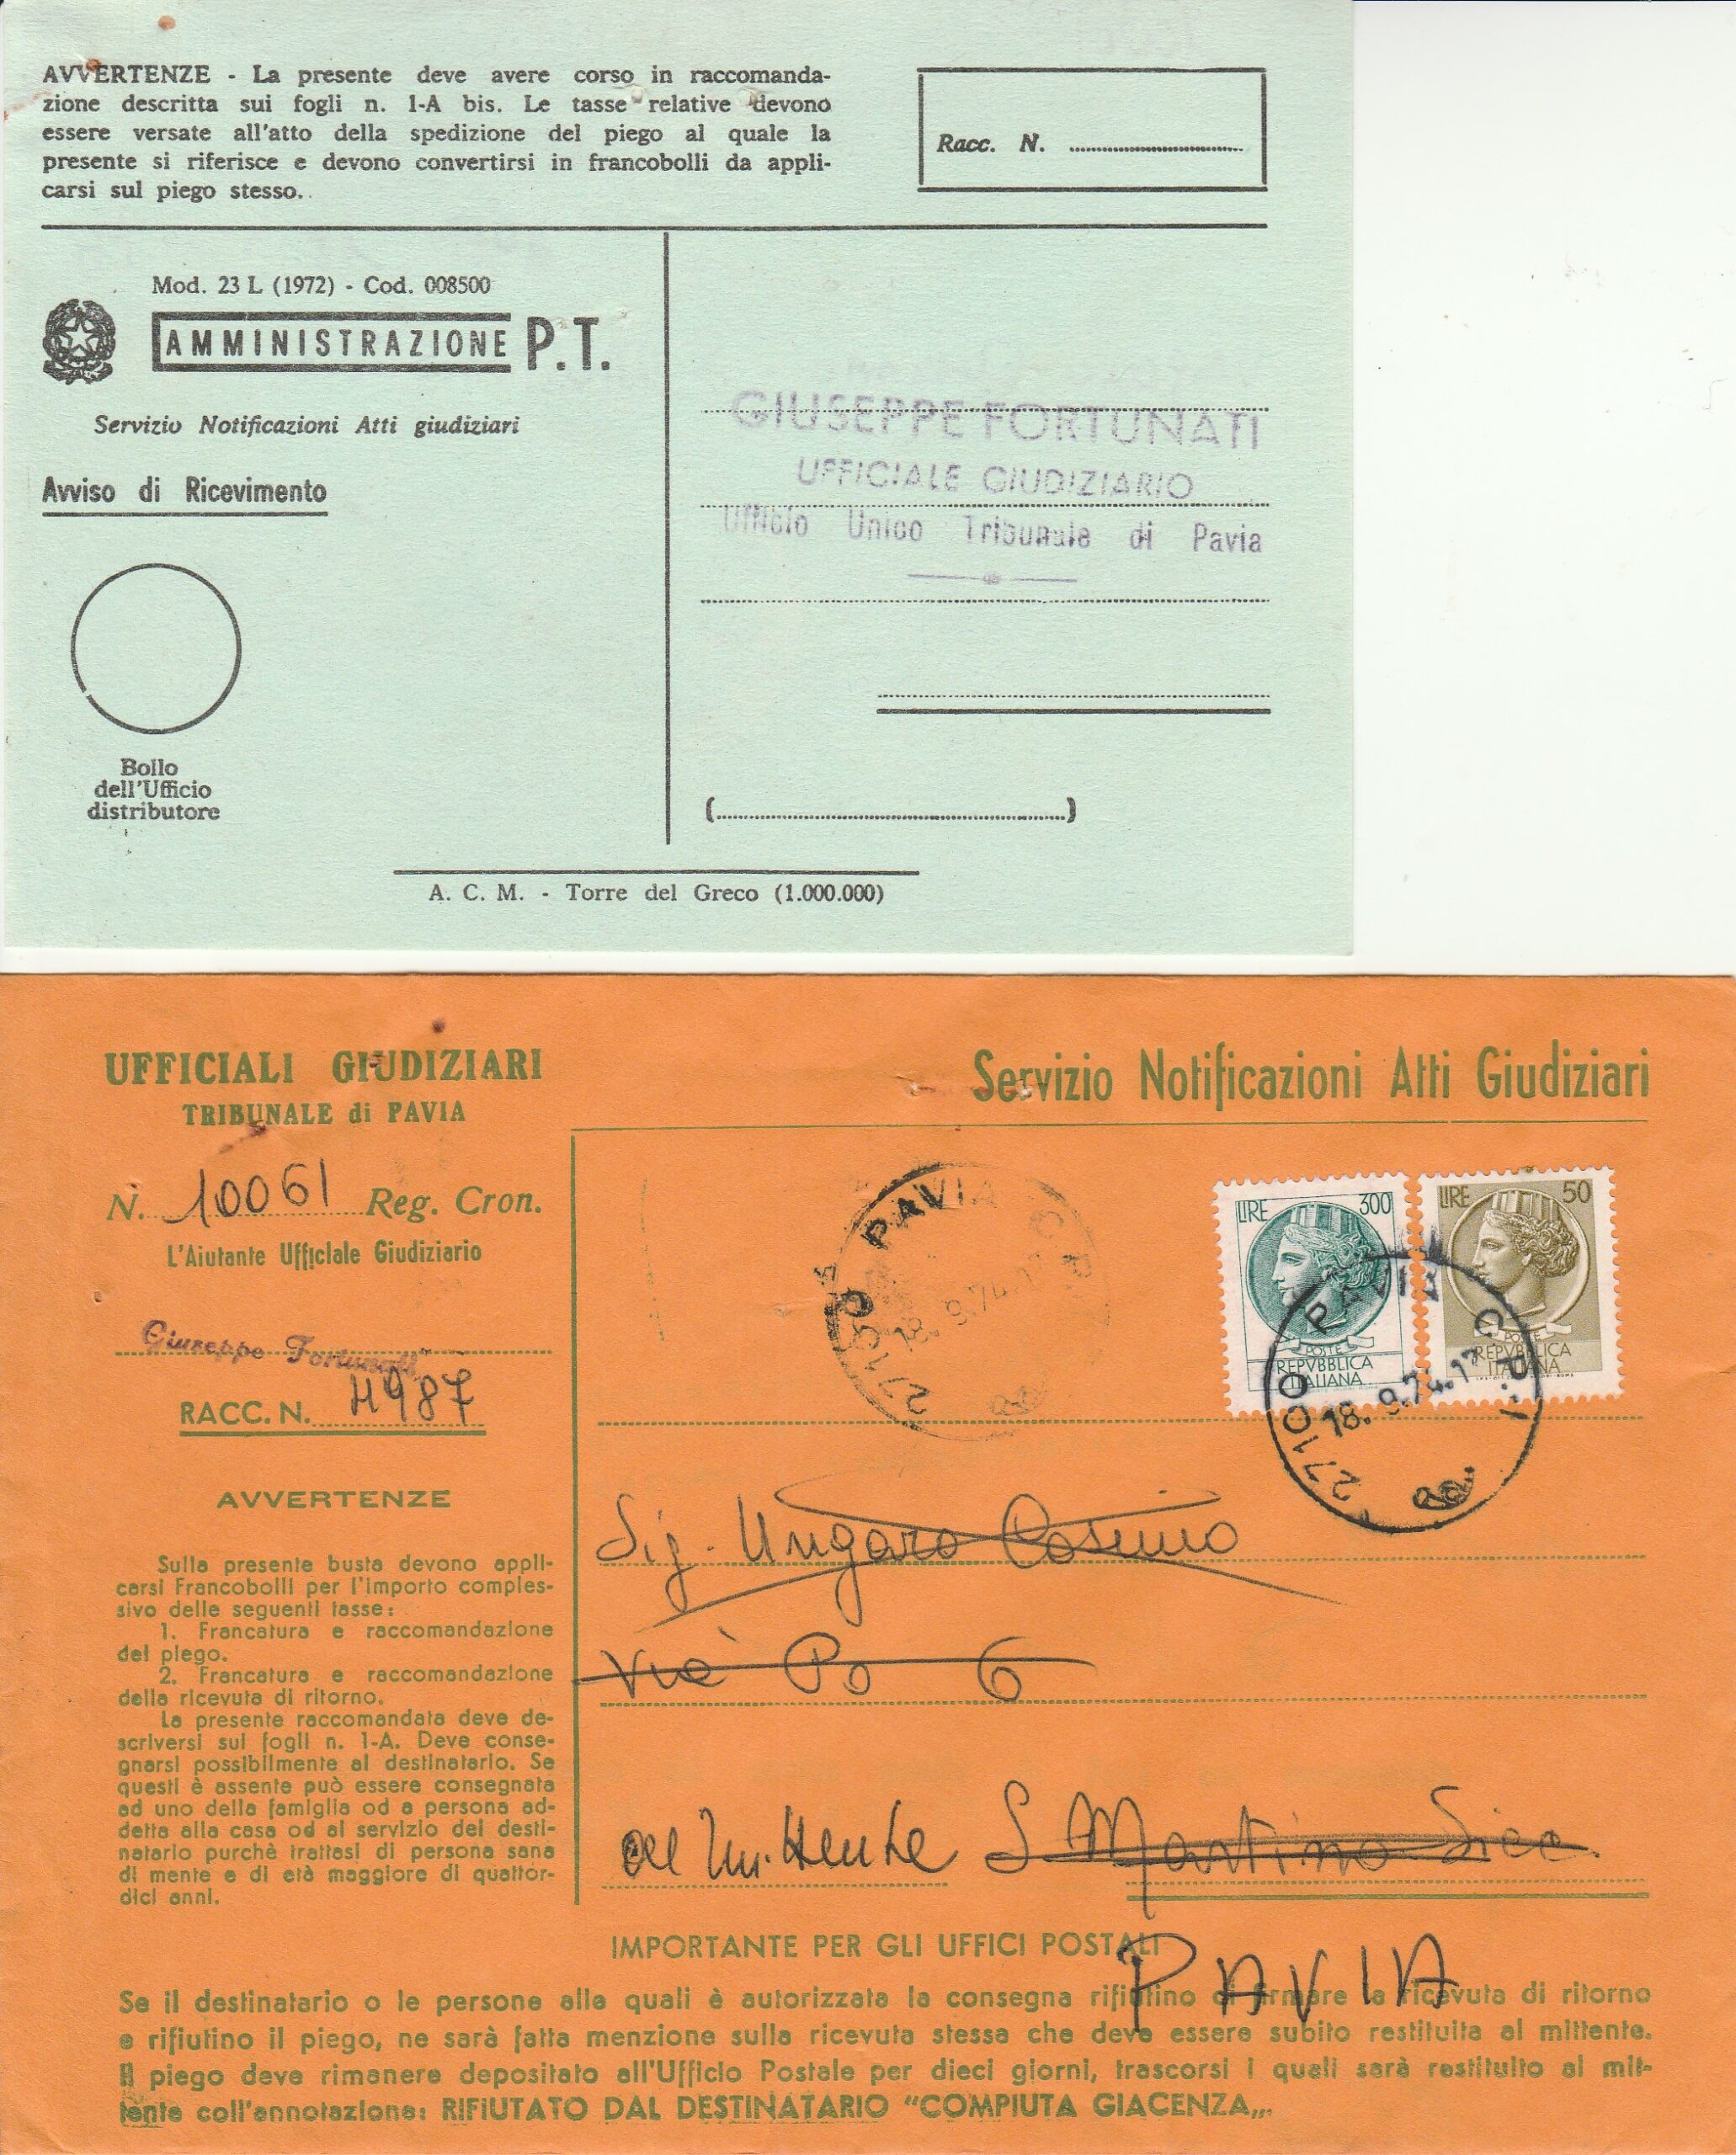 AVVERTENZE - La presente deve avere corso in raccomanda-
zione descritta sui fogli n. 1-A bis. Le tasse relative devono
essere versate all'atto della spedizione del piego al quale la
presente si riferisce e devono convertirsi in francobolli da appli-
carsi sul piego stesso.
Racc. N.
Mod. 23 L (1972) - Cod. 008500
AMMINISTRAZIONE P.T.
Servizio Notificazioni Atti giudiziari
Avviso di Ricevimento
Bollo
dell'Ufficio
distributore
GIUSEPPE FORTUNATI
UFFICIALE GIUDIZIARIO
Ufficio Unico Tribunale di Pavia
(                    )
A. C. M. - Torre del Greco (1.000.000)
UFFICIALI GIUDIZIARI
TRIBUNALE di PAVIA
N. 10061 Reg. Cron.
L'Aiutante Ufficiale Giudiziario
Giuseppe Fortunati
RACC. N. 4987
AVVERTENZE
Sulla presente busta devono appli-
carsi Francobolli per l'importo comples-
sivo delle seguenti tasse:
1. Francatura e raccomandazione
del piego.
2. Francatura e raccomandazione
della ricevuta di ritorno.
La presente raccomandata deve de-
scriversi sui fogli n. 1-A. Deve conse-
gnarsi possibilmente al destinatario. Se
questi è assente può essere consegnata
ad uno della famiglia od a persona ad-
detta alla casa od al servizio del desti-
natario purchè trattasi di persona sana
di mente e di età maggiore di quattor-
dici anni.
Servizio Notificazioni Atti Giudiziari
27100 PAVIA C.P.
18. 9.74
LIRE 300
POSTE
REPVBBLICA
ITALIANA
LIRE 50
POSTE
REPVBBLICA
ITALIANA
27100 PAVIA C.P.
18. 9.74.17
Sig. Ungaro Cosimo
Via Po 6
al Mittente S. Martino Sicc.
PAVIA
IMPORTANTE PER GLI UFFICI POSTALI
Se il destinatario o le persone alle quali è autorizzata la consegna rifiutino di firmare la ricevuta di ritorno
e rifiutino il piego, ne sarà fatta menzione sulla ricevuta stessa che deve essere subito restituita al mittente.
Il piego deve rimanere depositato all'Ufficio Postale per dieci giorni, trascorsi i quali sarà restituito al mit-
tente coll'annotazione: RIFIUTATO DAL DESTINATARIO "COMPIUTA GIACENZA„.